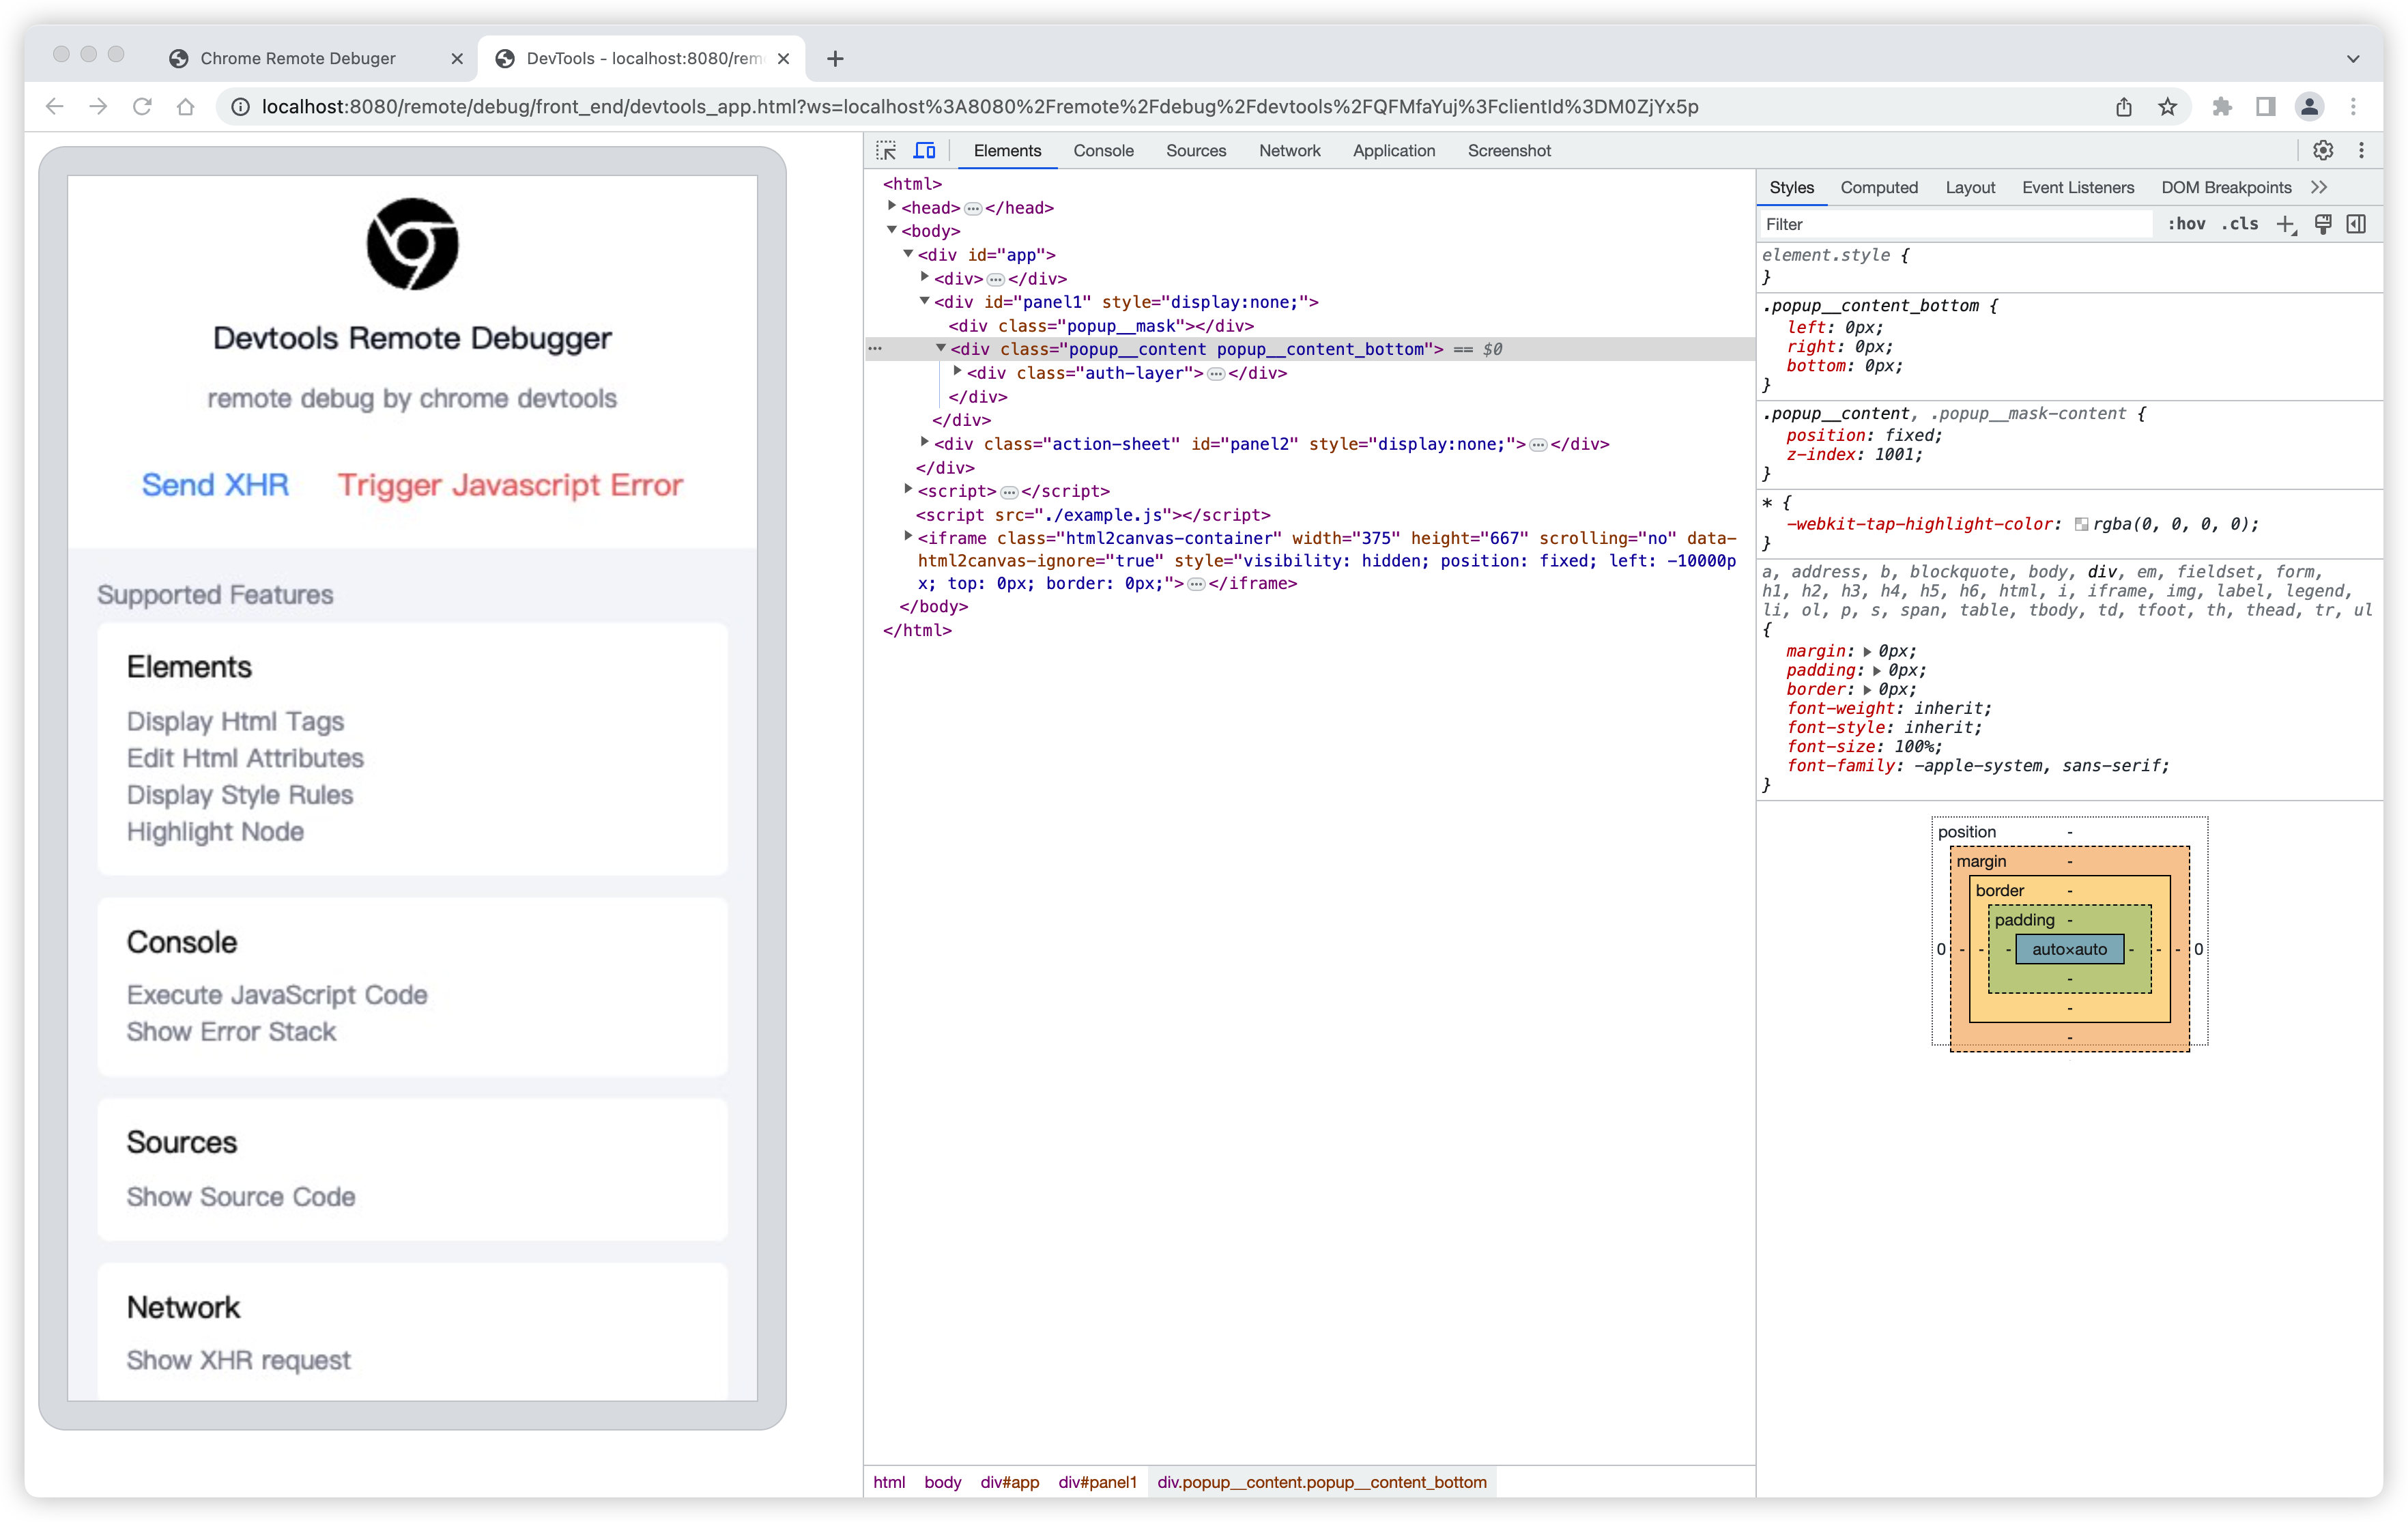 Chrome Remote Debuger
DevTools - localhost:8080/rem
localhost:8080/remote/debug/front_end/devtools_app.html?ws=localhost%3A8080%2Fremote%2Fdebug%2Fdevtools%2FQFMfaYuj%3FclientId%3DM0ZjYx5p
Devtools Remote Debugger
remote debug by chrome devtools
Send XHR Trigger Javascript Error
Supported Features
Elements
Display Html Tags
Edit Html Attributes
Display Style Rules
Highlight Node
Console
Execute JavaScript Code
Show Error Stack
Sources
Show Source Code
Network
Show XHR request
Elements Console Sources Network Application Screenshot
<html>
<head>…</head>
<body>
<div id="app">
<div>…</div>
<div id="panel1" style="display:none;">
<div class="popup__mask"></div>
… <div class="popup__content popup__content_bottom"> == $0
<div class="auth-layer">…</div>
</div>
</div>
<div class="action-sheet" id="panel2" style="display:none;">…</div>
</div>
<script>…</script>
<script src="./example.js"></script>
<iframe class="html2canvas-container" width="375" height="667" scrolling="no" data-
html2canvas-ignore="true" style="visibility: hidden; position: fixed; left: -10000p
x; top: 0px; border: 0px;">…</iframe>
</body>
</html>
html body div#app div#panel1 div.popup__content.popup__content_bottom
Styles Computed Layout Event Listeners DOM Breakpoints
Filter :hov .cls
element.style {
}
.popup__content_bottom {
left: 0px;
right: 0px;
bottom: 0px;
}
.popup__content, .popup__mask-content {
position: fixed;
z-index: 1001;
}
* {
-webkit-tap-highlight-color: rgba(0, 0, 0, 0);
}
a, address, b, blockquote, body, div, em, fieldset, form,
h1, h2, h3, h4, h5, h6, html, i, iframe, img, label, legend,
li, ol, p, s, span, table, tbody, td, tfoot, th, thead, tr, ul
{
margin: 0px;
padding: 0px;
border: 0px;
font-weight: inherit;
font-style: inherit;
font-size: 100%;
font-family: -apple-system, sans-serif;
}
position -
margin -
border -
padding -
0 - - - auto×auto - - - 0
-
-
-